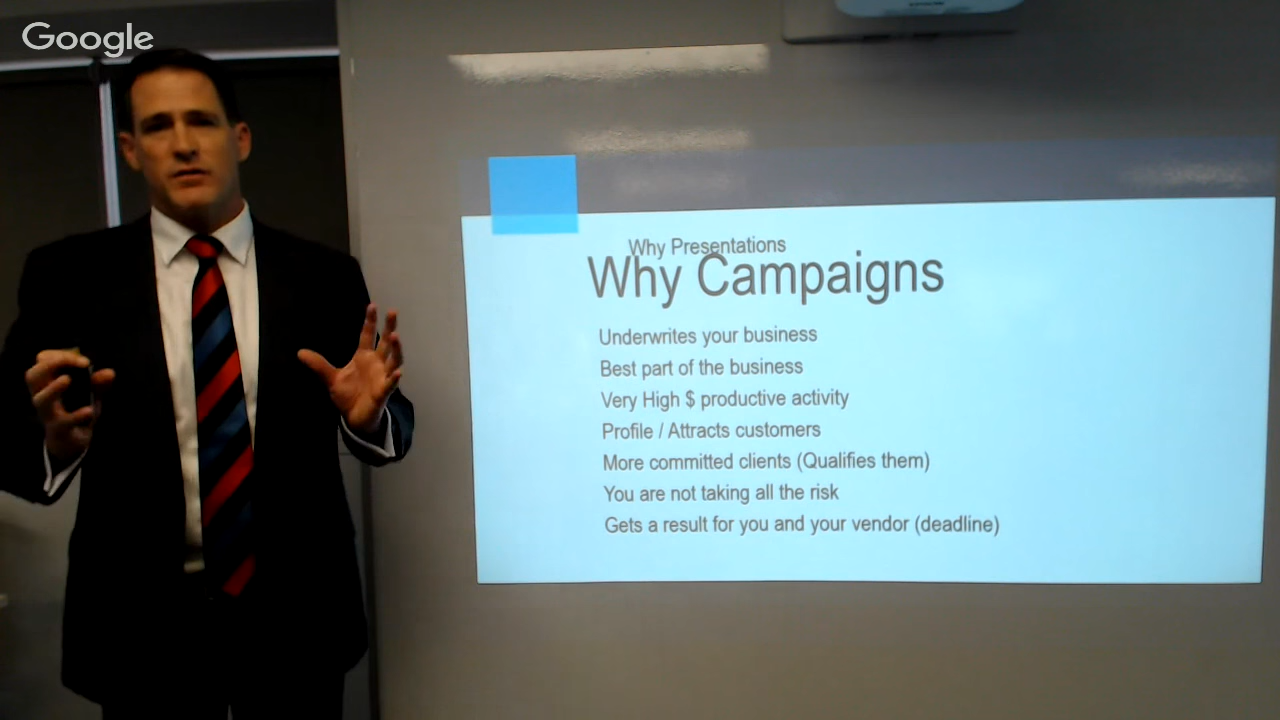 Google
Why Presentations
Why Campaigns
Underwrites your business
Best part of the business
Very High $ productive activity
Profile / Attracts customers
More committed clients (Qualifies them)
You are not taking all the risk
Gets a result for you and your vendor (deadline)